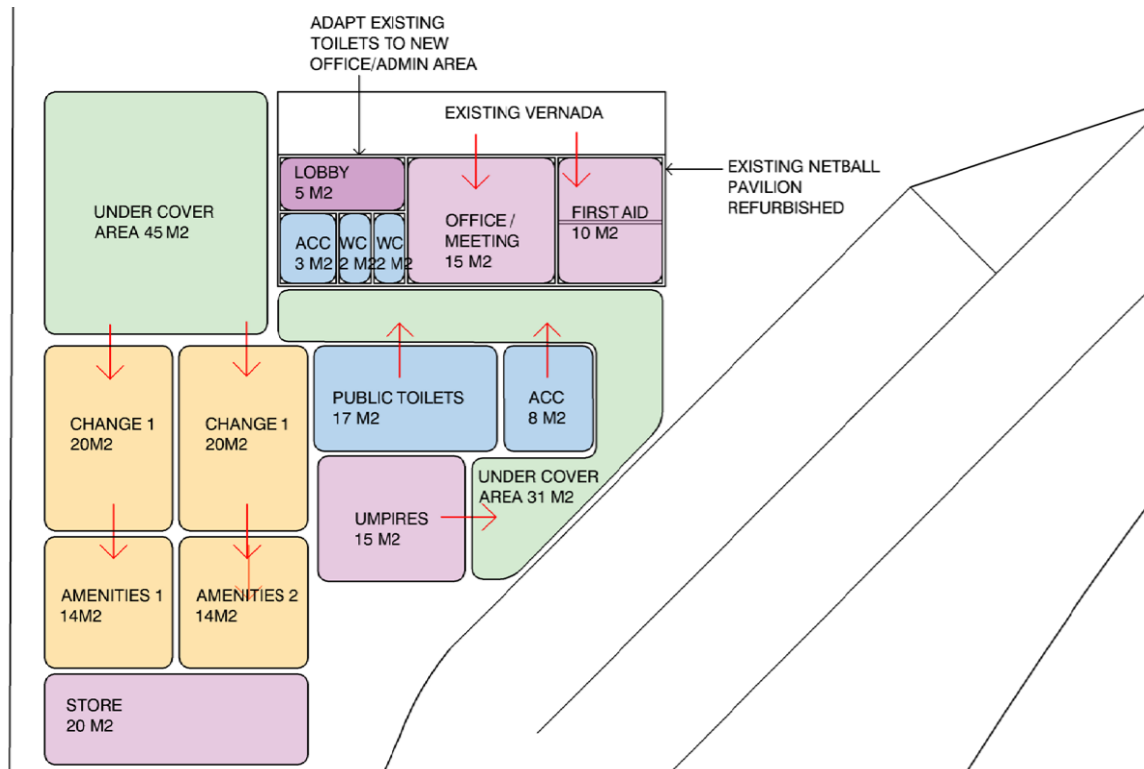 ADAPT EXISTING
TOILETS TO NEW
OFFICE/ADMIN AREA
EXISTING VERNADA
EXISTING NETBALL
PAVILION
REFURBISHED
UNDER COVER
AREA 45 M2
LOBBY
5 M2
ACC
3 M2
WC
2 M2
WC
2 M2
OFFICE /
MEETING
15 M2
FIRST AID
10 M2
CHANGE 1
20M2
CHANGE 1
20M2
PUBLIC TOILETS
17 M2
ACC
8 M2
UNDER COVER
AREA 31 M2
UMPIRES
15 M2
AMENITIES 1
14M2
AMENITIES 2
14M2
STORE
20 M2